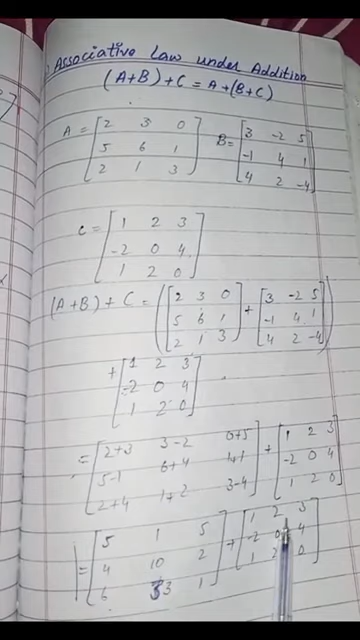 Associative Law under Addition
(A+B)+C = A+(B+C)
A = [2 3 0 B = [3 -2 5
5 6 1 -1 4 1
2 1 3] 4 2 -4]
C = [1 2 3
-2 0 4
1 2 0]
(A+B)+C = ([2 3 0 + [3 -2 5
5 6 1 -1 4 1
2 1 3] 4 2 -4])
+ [1 2 3
-2 0 4
1 2 0]
= [2+3 3-2 0+5 + [1 2 3
5-1 6+4 1+1 -2 0 4
2+4 1+2 3-4] 1 2 0]
= [5 1 5 + [1 2 3
4 10 2 -2 0 4
6 3 1] 1 2 0]